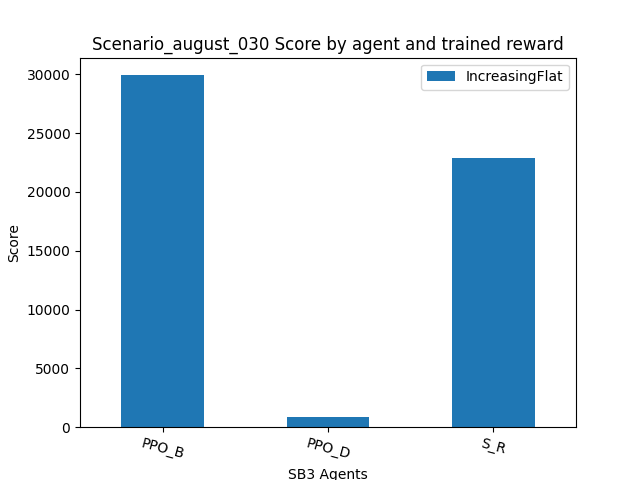 Scenario_august_030 Score by agent and trained reward
IncreasingFlat
Score
30000
25000
20000
15000
10000
5000
0
PPO_B
PPO_D
S_R
SB3 Agents